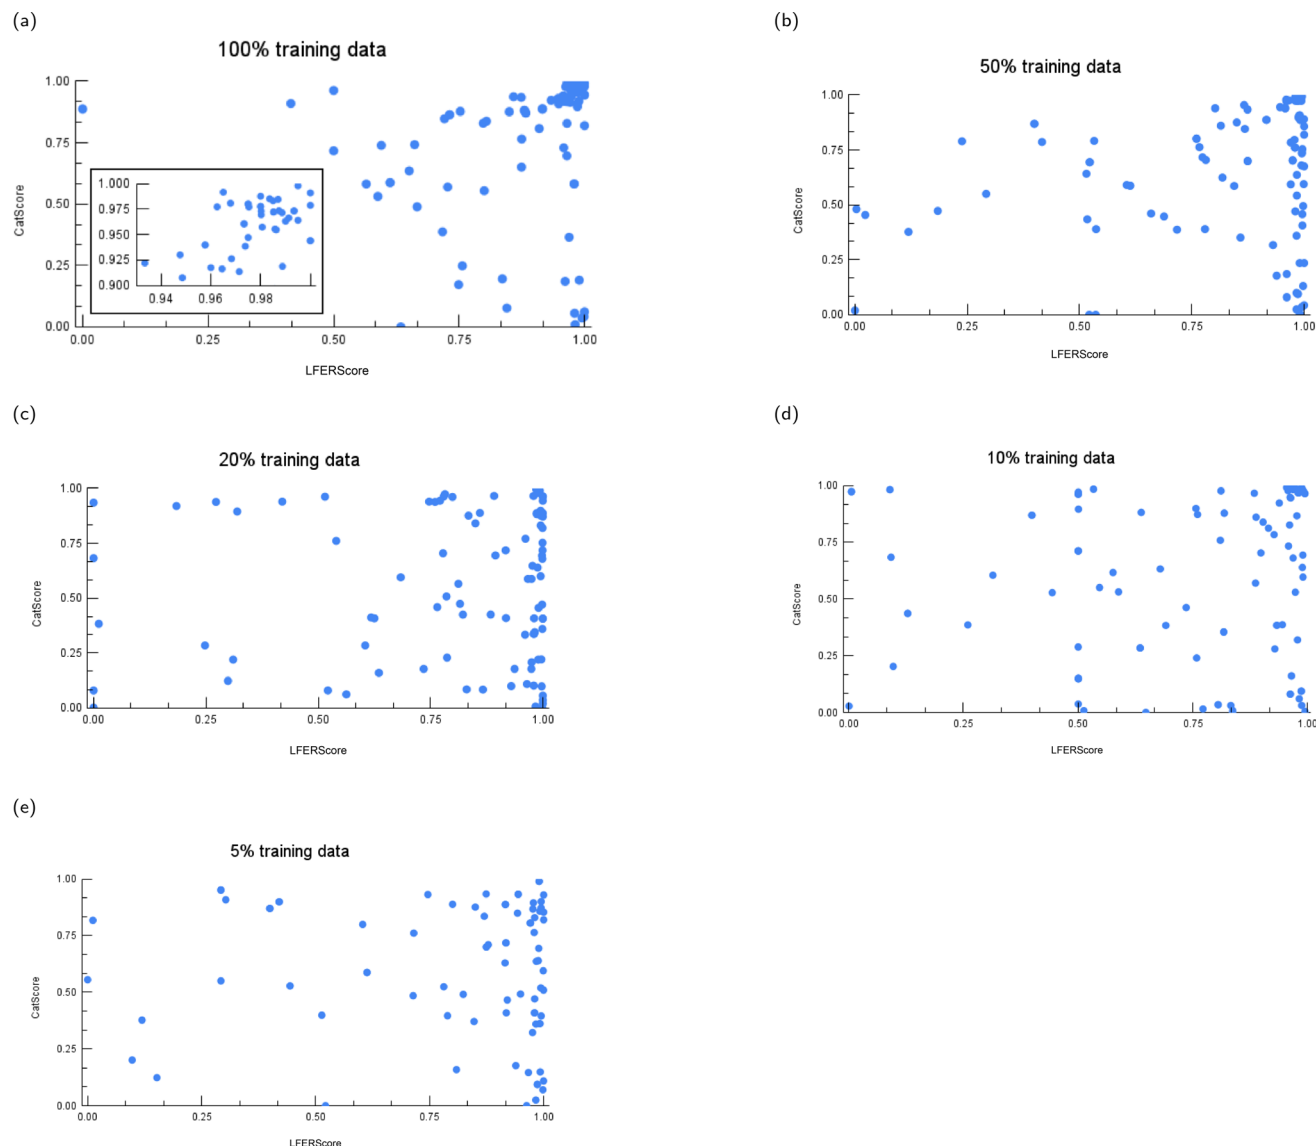 (a)
100% training data
CatScore
1.00
0.75
0.50
0.25
0.00
1.000
0.975
0.950
0.925
0.900
0.94 0.96 0.98
0.00 0.25 0.50 0.75 1.00
LFERScore
(b)
50% training data
CatScore
1.00
0.75
0.50
0.25
0.00
0.00 0.25 0.50 0.75 1.00
LFERScore
(c)
20% training data
CatScore
1.00
0.75
0.50
0.25
0.00
0.00 0.25 0.50 0.75 1.00
LFERScore
(d)
10% training data
CatScore
1.00
0.75
0.50
0.25
0.00
0.00 0.25 0.50 0.75 1.00
LFERScore
(e)
5% training data
CatScore
1.00
0.75
0.50
0.25
0.00
0.00 0.25 0.50 0.75 1.00
LFERScore